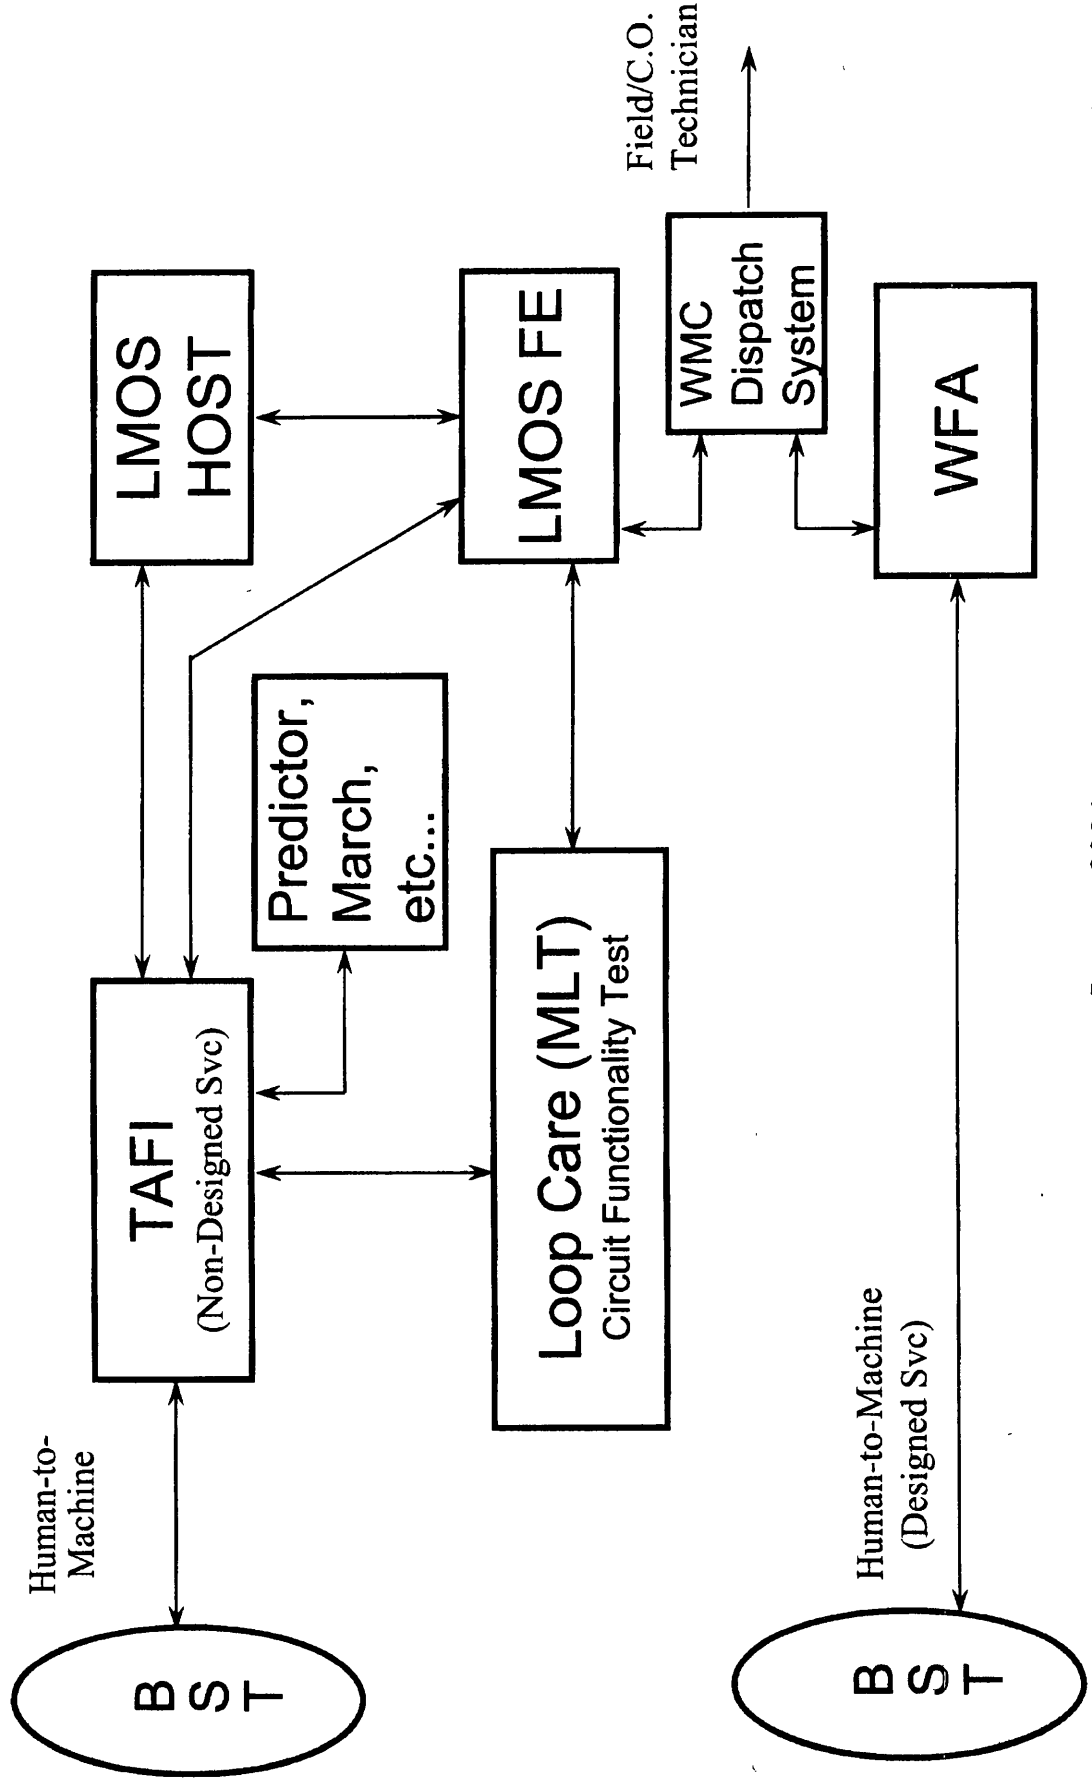 Human-to-
Machine
B
S
T
TAFI
(Non-Designed Svc)
LMOS
HOST
Predictor,
March,
etc...
LMOS FE
Loop Care (MLT)
Circuit Functionality Test
Field/C.O.
Technician
WMC
Dispatch
System
Human-to-Machine
(Designed Svc)
B
S
T
WFA